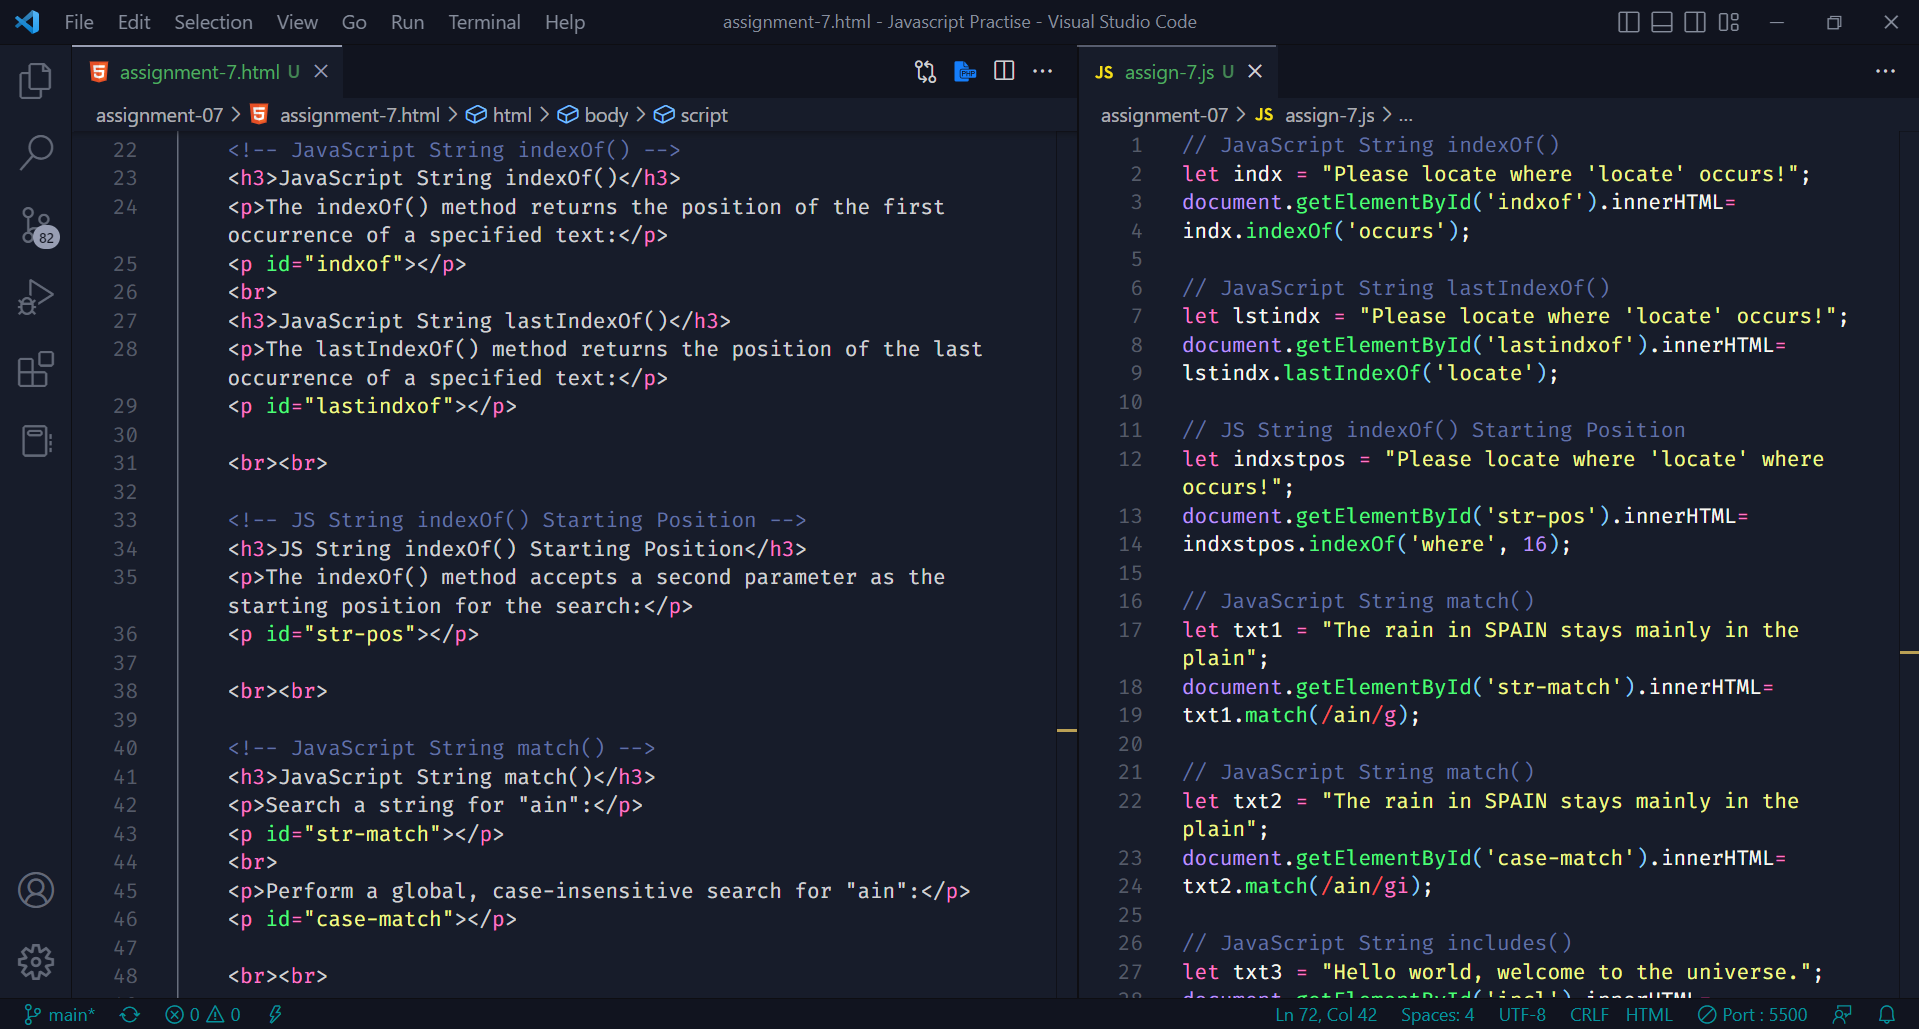 File Edit Selection View Go Run Terminal Help
assignment-7.html - Javascript Practise - Visual Studio Code
assignment-7.html U
assignment-07 > assignment-7.html > html > body > script
22 <!-- JavaScript String indexOf() -->
23 <h3>JavaScript String indexOf()</h3>
24 <p>The indexOf() method returns the position of the first
occurrence of a specified text:</p>
25 <p id="indxof"></p>
26 <br>
27 <h3>JavaScript String lastIndexOf()</h3>
28 <p>The lastIndexOf() method returns the position of the last
occurrence of a specified text:</p>
29 <p id="lastindxof"></p>
30
31 <br><br>
32
33 <!-- JS String indexOf() Starting Position -->
34 <h3>JS String indexOf() Starting Position</h3>
35 <p>The indexOf() method accepts a second parameter as the
starting position for the search:</p>
36 <p id="str-pos"></p>
37
38 <br><br>
39
40 <!-- JavaScript String match() -->
41 <h3>JavaScript String match()</h3>
42 <p>Search a string for "ain":</p>
43 <p id="str-match"></p>
44 <br>
45 <p>Perform a global, case-insensitive search for "ain":</p>
46 <p id="case-match"></p>
47
48 <br><br>
JS assign-7.js U
assignment-07 > JS assign-7.js > ...
1 // JavaScript String indexOf()
2 let indx = "Please locate where 'locate' occurs!";
3 document.getElementById('indxof').innerHTML=
4 indx.indexOf('occurs');
5
6 // JavaScript String lastIndexOf()
7 let lstindx = "Please locate where 'locate' occurs!";
8 document.getElementById('lastindxof').innerHTML=
9 lstindx.lastIndexOf('locate');
10
11 // JS String indexOf() Starting Position
12 let indxstpos = "Please locate where 'locate' where
occurs!";
13 document.getElementById('str-pos').innerHTML=
14 indxstpos.indexOf('where', 16);
15
16 // JavaScript String match()
17 let txt1 = "The rain in SPAIN stays mainly in the
plain";
18 document.getElementById('str-match').innerHTML=
19 txt1.match(/ain/g);
20
21 // JavaScript String match()
22 let txt2 = "The rain in SPAIN stays mainly in the
plain";
23 document.getElementById('case-match').innerHTML=
24 txt2.match(/ain/gi);
25
26 // JavaScript String includes()
27 let txt3 = "Hello world, welcome to the universe.";
28 document.getElementById('incl').innerHTML=
82
main* 0 0 Ln 72, Col 42 Spaces: 4 UTF-8 CRLF HTML Port : 5500